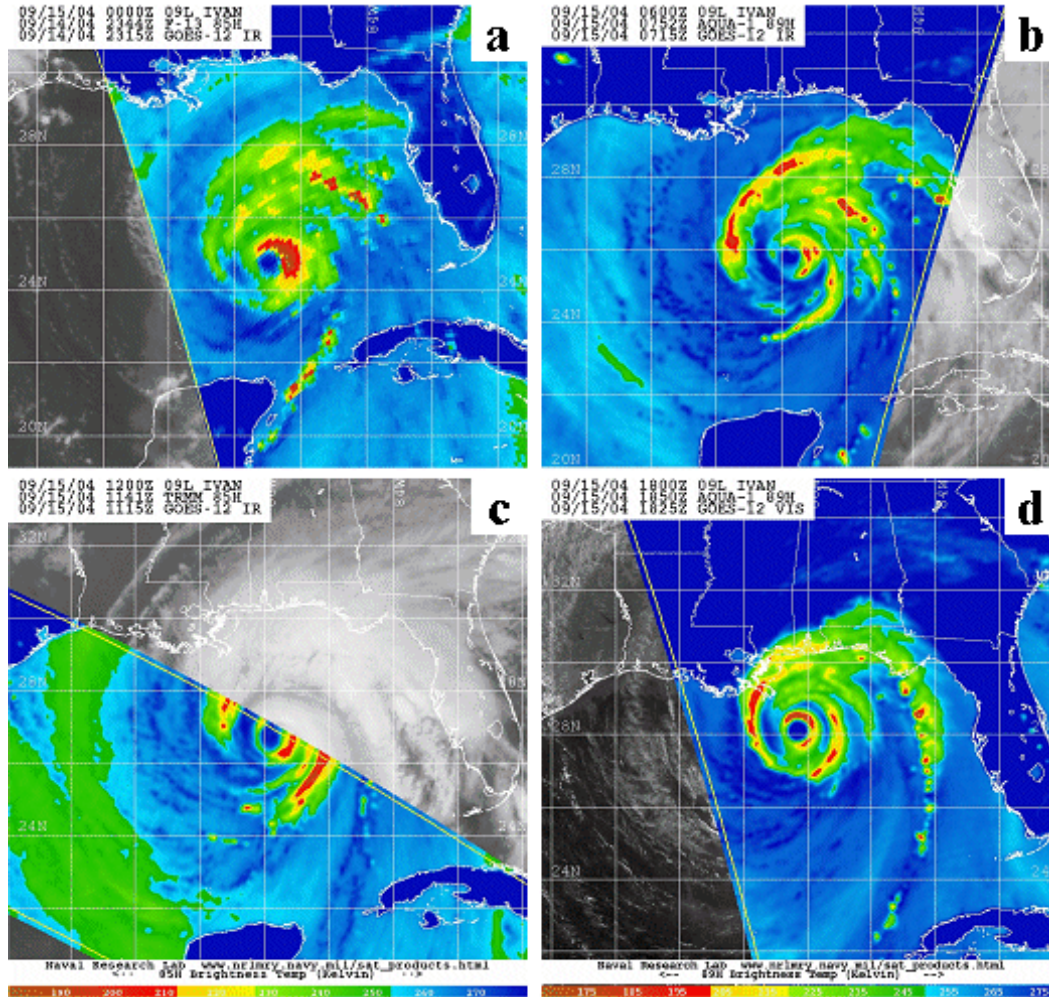 09/15/04 0000Z 09L IVAN
09/14/04 2344Z F-13 85H
09/14/04 2315Z GOES-12 IR
a
84W
28N
24N
20N
09/15/04 0600Z 09L IVAN
09/15/04 0752Z AQUA-1 89H
09/15/04 0715Z GOES-12 IR
b
84W
28N
24N
20N
09/15/04 1200Z 09L IVAN
09/15/04 1141Z TRMM 85H
09/15/04 1115Z GOES-12 IR
c
84W
32N
28N
24N
Naval Research Lab www.nrlmry.navy.mil/sat_products.html
<-- 85H Brightness Temp (Kelvin) -->
190 200 210 220 230 240 250 260 270
09/15/04 1800Z 09L IVAN
09/15/04 1850Z AQUA-1 89H
09/15/04 1825Z GOES-12 VIS
d
84W
32N
28N
24N
Naval Research Lab www.nrlmry.navy.mil/sat_products.html
<-- 89H Brightness Temp (Kelvin) -->
175 185 195 205 215 225 235 245 255 265 275